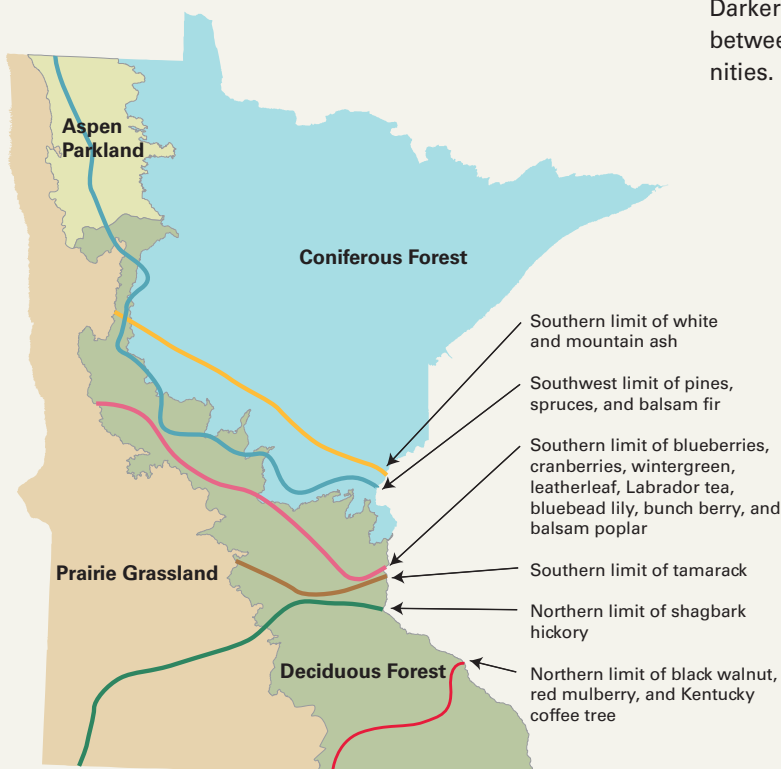 Darker
betwee
nities.
Aspen
Parkland
Coniferous Forest
Southern limit of white
and mountain ash
Southwest limit of pines,
spruces, and balsam fir
Southern limit of blueberries,
cranberries, wintergreen,
leatherleaf, Labrador tea,
bluebead lily, bunch berry, and
balsam poplar
Prairie Grassland
Southern limit of tamarack
Northern limit of shagbark
hickory
Deciduous Forest
Northern limit of black walnut,
red mulberry, and Kentucky
coffee tree